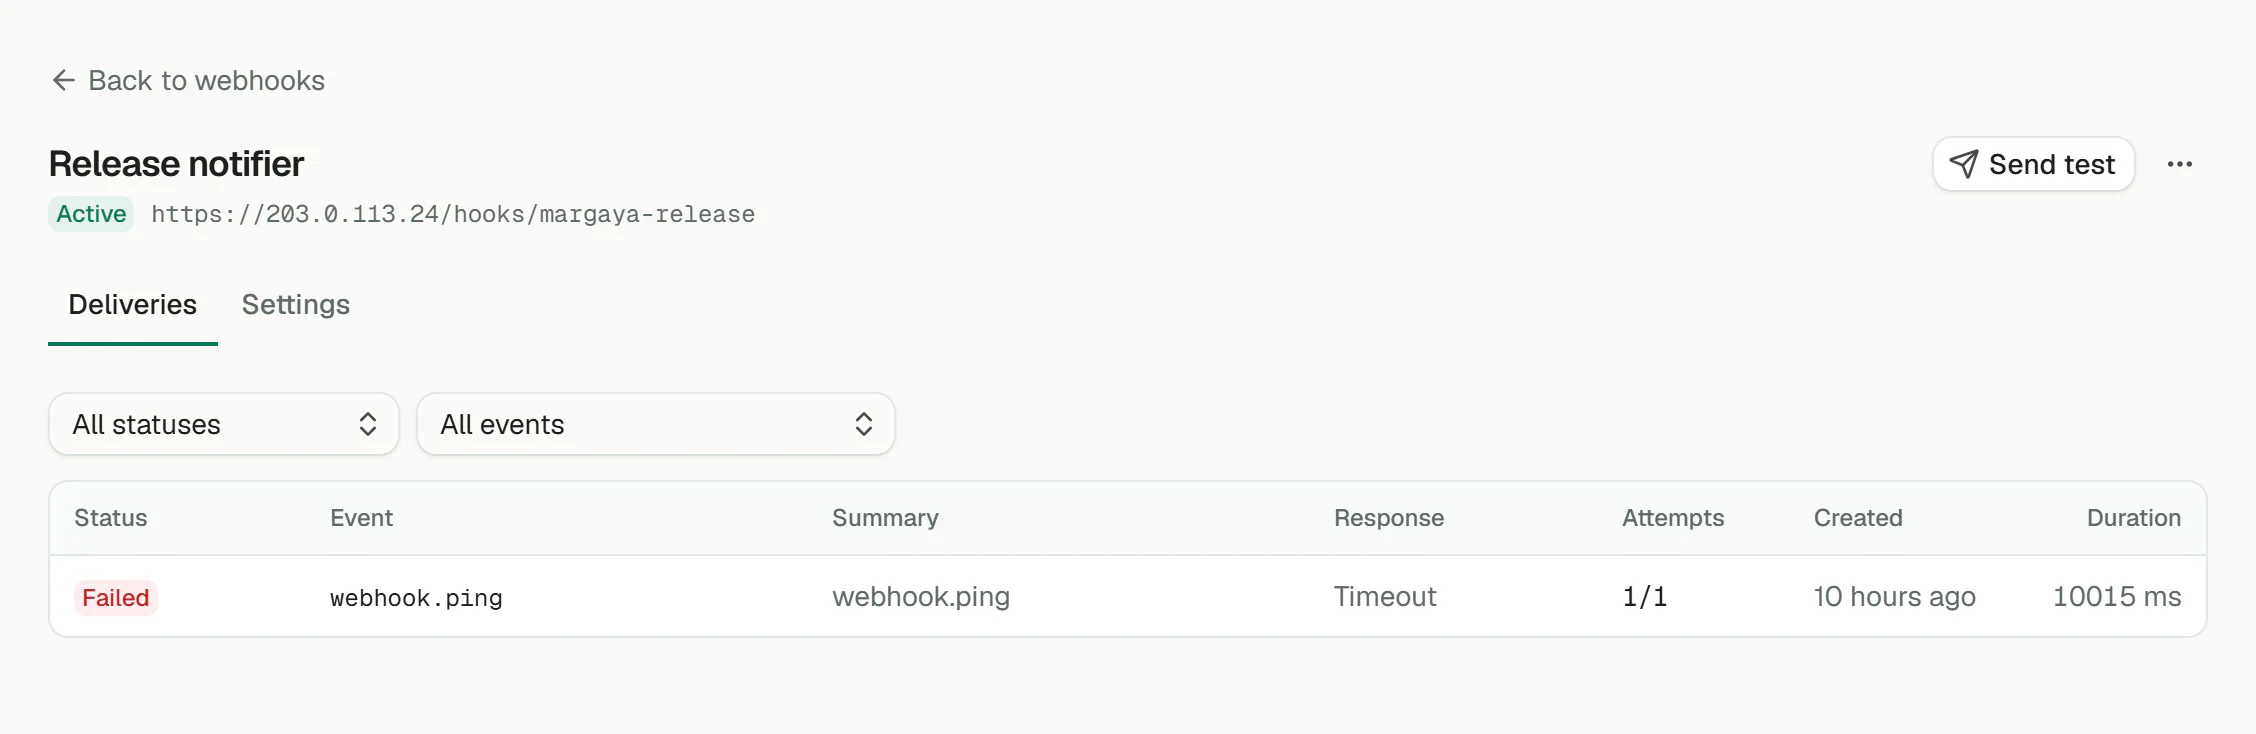 Back to webhooks
Release notifier
Send test
Active https://203.0.113.24/hooks/margaya-release
Deliveries Settings
All statuses All events
Status Event Summary Response Attempts Created Duration
Failed webhook.ping webhook.ping Timeout 1/1 10 hours ago 10015 ms